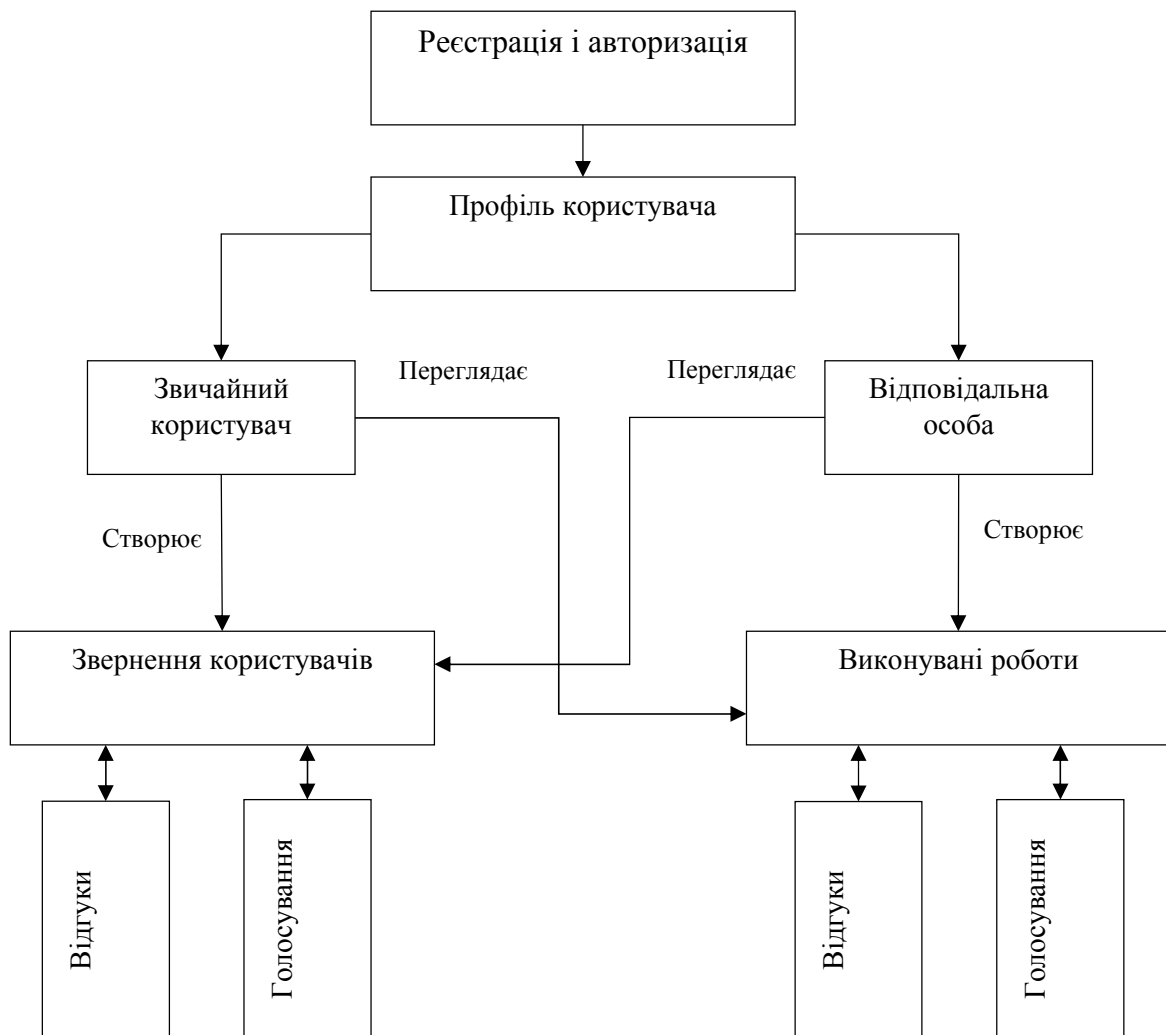 Реєстрація і авторизація
Профіль користувача
Звичайний
користувач
Переглядає
Переглядає
Відповідальна
особа
Створює
Створює
Звернення користувачів
Виконувані роботи
Відгуки
Голосування
Відгуки
Голосування